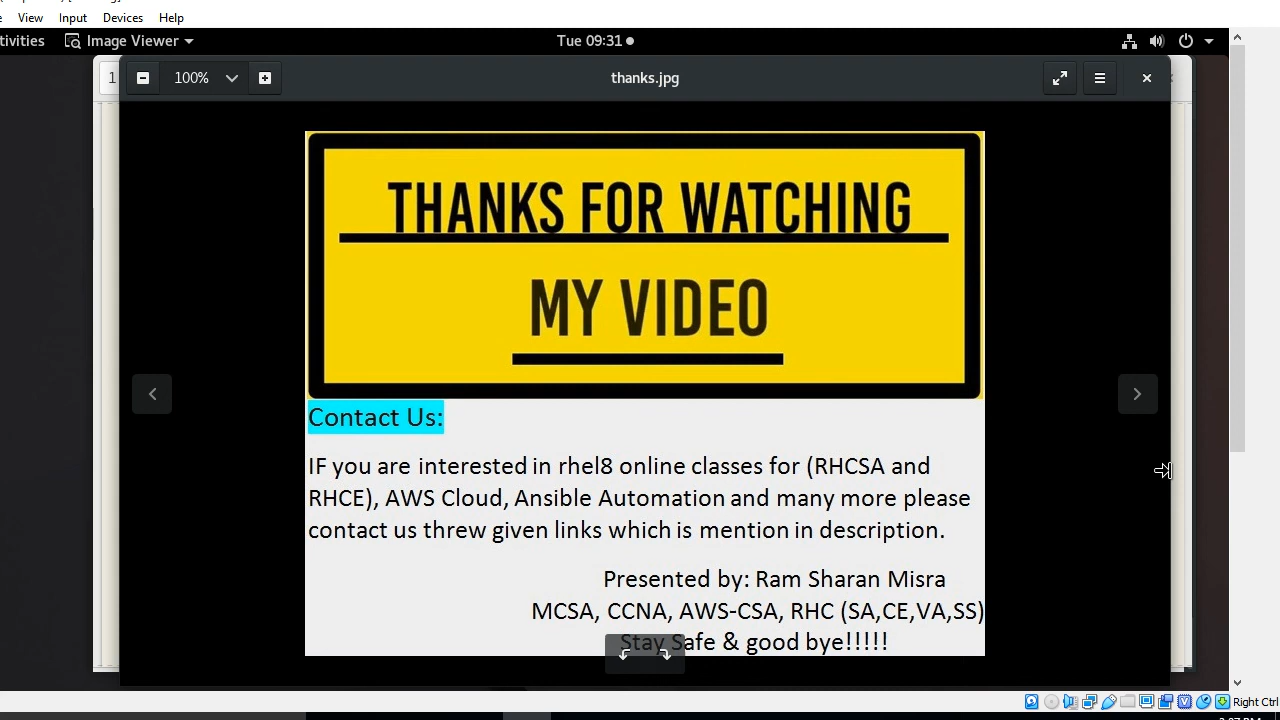 View Input Devices Help
tivities Image Viewer Tue 09:31
1 100% thanks.jpg
THANKS FOR WATCHING
MY VIDEO
Contact Us:
IF you are interested in rhel8 online classes for (RHCSA and
RHCE), AWS Cloud, Ansible Automation and many more please
contact us threw given links which is mention in description.
Presented by: Ram Sharan Misra
MCSA, CCNA, AWS-CSA, RHC (SA,CE,VA,SS)
Stay Safe & good bye!!!!!
Right Ctrl